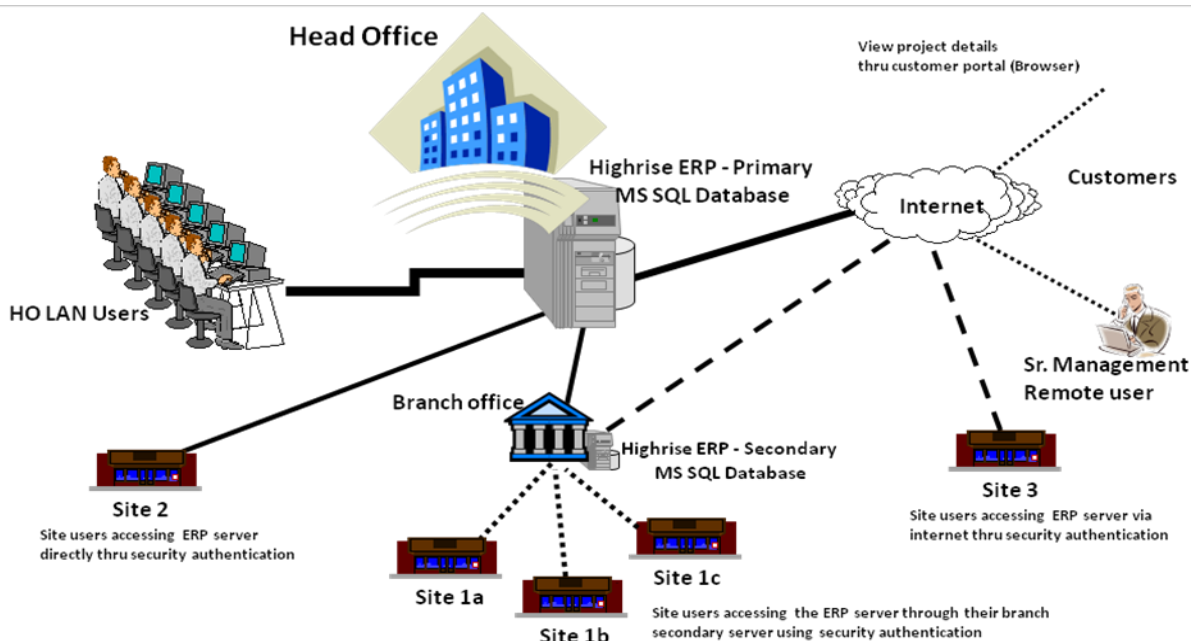 Head Office
View project details
thru customer portal (Browser)
Highrise ERP - Primary
MS SQL Database
Internet
Customers
HO LAN Users
Sr. Management
Remote user
Branch office
Highrise ERP - Secondary
MS SQL Database
Site 2
Site users accessing ERP server
directly thru security authentication
Site 3
Site users accessing ERP server via
internet thru security authentication
Site 1a
Site 1b
Site 1c
Site users accessing the ERP server through their branch
secondary server using security authentication